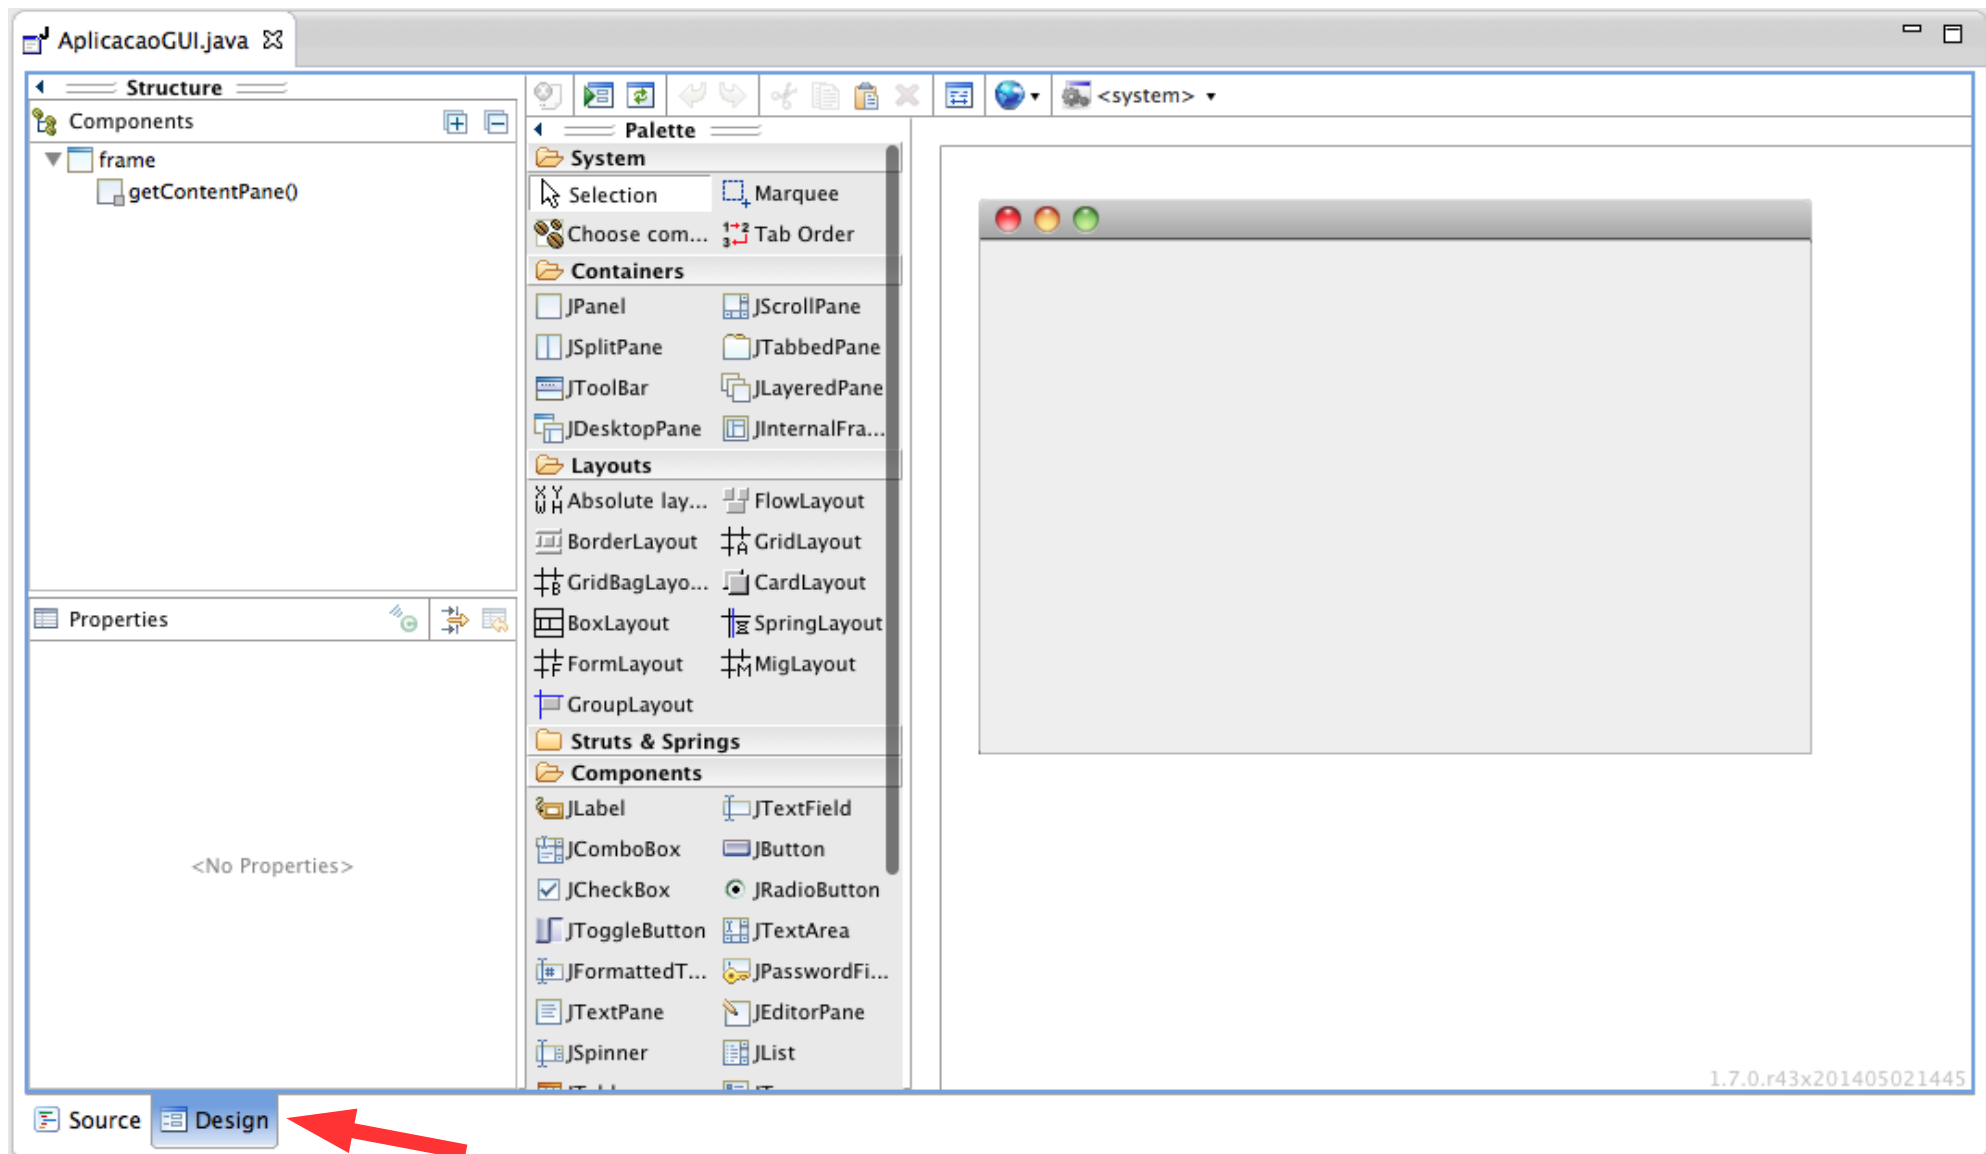 AplicacaoGUI.java
Structure
Components
frame
getContentPane()
Properties
<No Properties>
<system>
Palette
System
Selection Marquee
Choose com... Tab Order
Containers
JPanel JScrollPane
JSplitPane JTabbedPane
JToolBar JLayeredPane
JDesktopPane JInternalFra...
Layouts
Absolute lay... FlowLayout
BorderLayout GridLayout
GridBagLayo... CardLayout
BoxLayout SpringLayout
FormLayout MigLayout
GroupLayout
Struts & Springs
Components
JLabel JTextField
JComboBox JButton
JCheckBox JRadioButton
JToggleButton JTextArea
JFormattedT... JPasswordFi...
JTextPane JEditorPane
JSpinner JList
1.7.0.r43x201405021445
Source Design